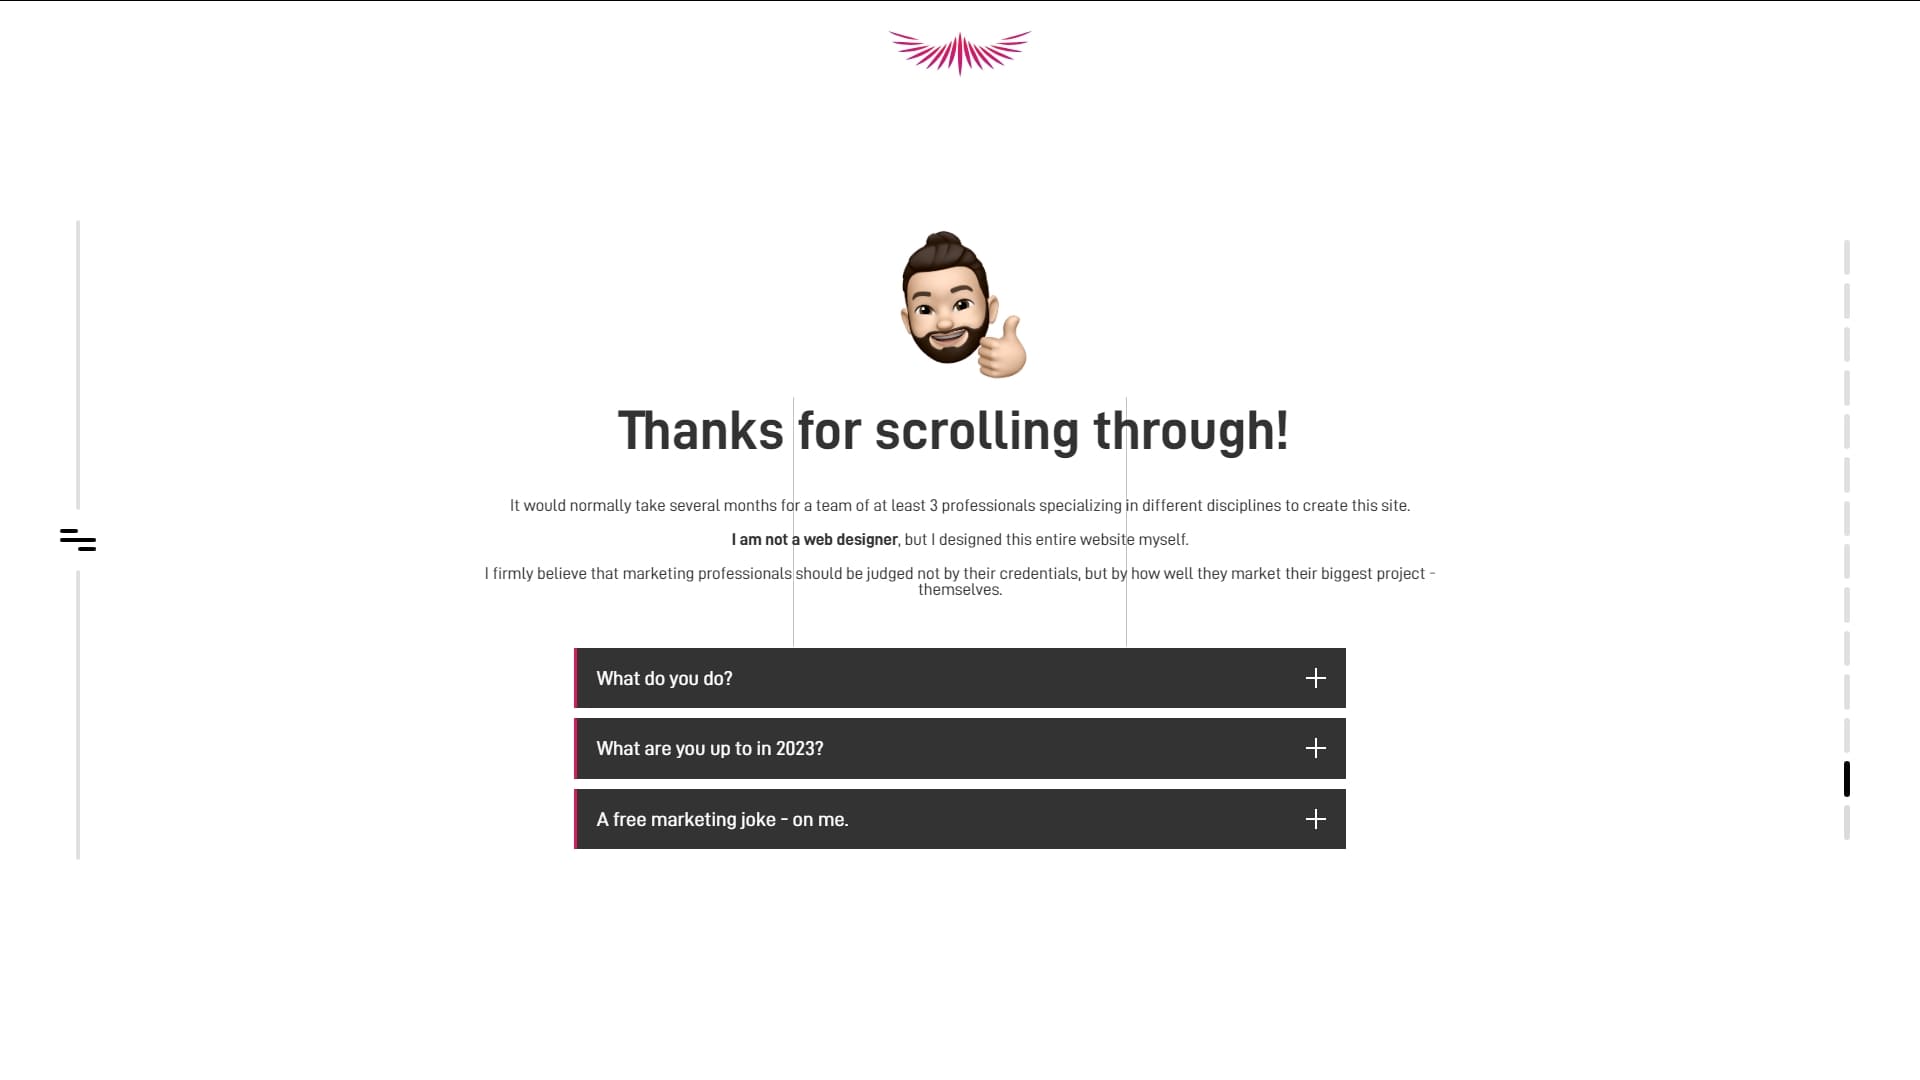 Thanks for scrolling through!
It would normally take several months for a team of at least 3 professionals specializing in different disciplines to create this site.
I am not a web designer, but I designed this entire website myself.
I firmly believe that marketing professionals should be judged not by their credentials, but by how well they market their biggest project -
themselves.
What do you do?
What are you up to in 2023?
A free marketing joke - on me.